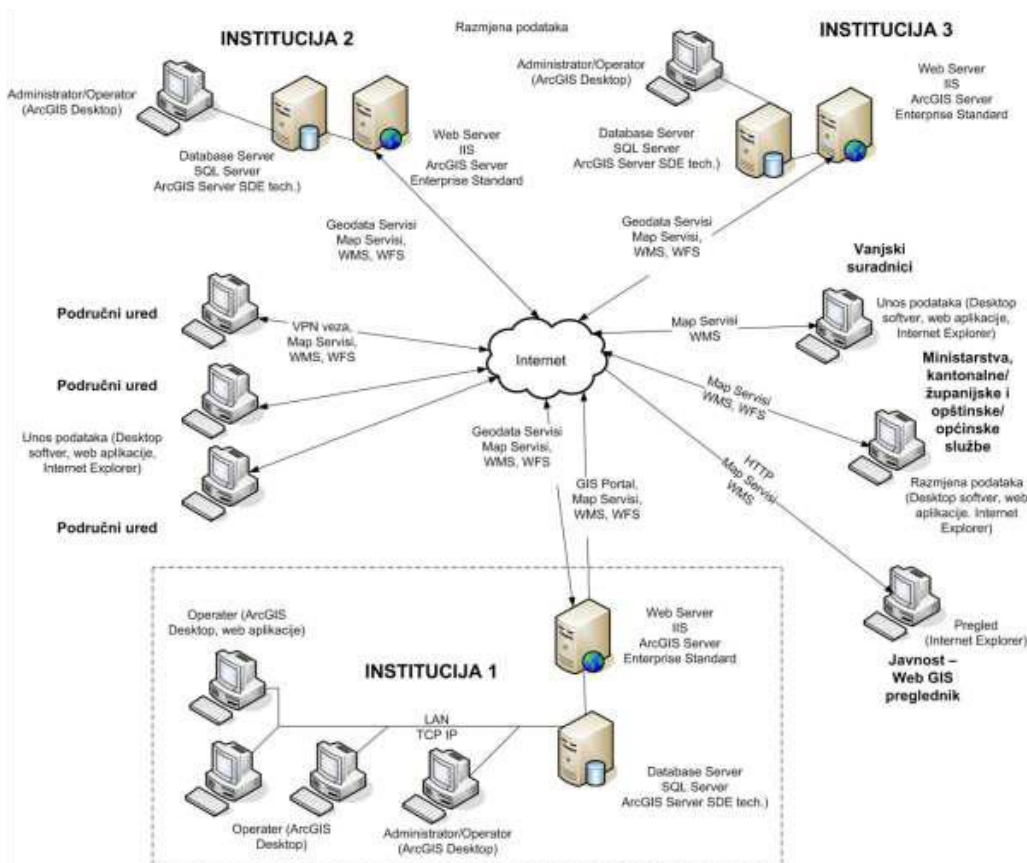 INSTITUCIJA 2
Razmjena podataka
INSTITUCIJA 3
Administrator/Operator
(ArcGIS Desktop)
Database Server
SQL Server
ArcGIS Server SDE tech.)
Web Server
IIS
ArcGIS Server
Enterprise Standard
Administrator/Operator
(ArcGIS Desktop)
Database Server
SQL Server
ArcGIS Server SDE tech.)
Web Server
IIS
ArcGIS Server
Enterprise Standard
Geodata Servisi
Map Servisi,
WMS, WFS
Geodata Servisi
Map Servisi,
WMS, WFS
Područni ured
VPN veza,
Map Servisi,
WMS, WFS
Područni ured
Unos podataka (Desktop
softver, web aplikacije,
Internet Explorer)
Područni ured
Internet
Map Servisi
WMS
Vanjski
suradnici
Unos podataka (Desktop
softver, web aplikacije,
Internet Explorer)
Map Servisi
WMS, WFS
Ministarstva,
kantonalne/
županijske i
opštinske/
općinske
službe
Razmjena podataka
(Desktop softver, web
aplikacije. Internet
Explorer)
HTTP
Map Servisi
WMS
Pregled
(Internet Explorer)
Javnost –
Web GIS
preglednik
Geodata Servisi
Map Servisi,
WMS, WFS
GIS Portal,
Map Servisi,
WMS, WFS
Operater (ArcGIS
Desktop, web aplikacije)
INSTITUCIJA 1
Web Server
IIS
ArcGIS Server
Enterprise Standard
LAN
TCP IP
Database Server
SQL Server
ArcGIS Server SDE tech.)
Operater (ArcGIS
Desktop)
Administrator/Operator
(ArcGIS Desktop)